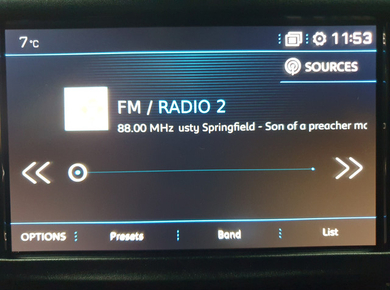 7°C 11:53
SOURCES
FM / RADIO 2
88.00 MHz usty Springfield - Son of a preacher mo
OPTIONS Presets Band List